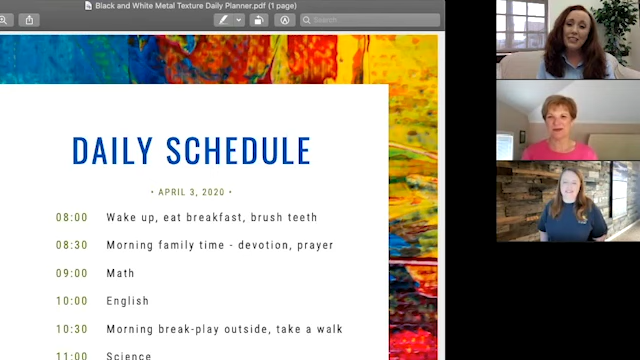 Black and White Metal Texture Daily Planner.pdf (1 page)
Search
DAILY SCHEDULE
• APRIL 3, 2020 •
08:00 Wake up, eat breakfast, brush teeth
08:30 Morning family time - devotion, prayer
09:00 Math
10:00 English
10:30 Morning break-play outside, take a walk
11:00 Science